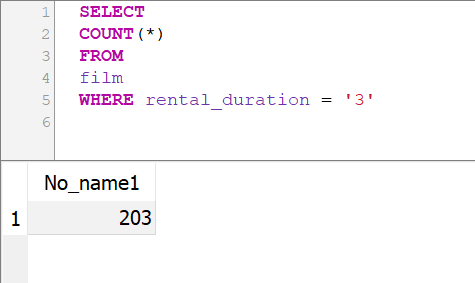 1 SELECT
2 COUNT(*)
3 FROM
4 film
5 WHERE rental_duration = '3'
6
No_name1
1 203